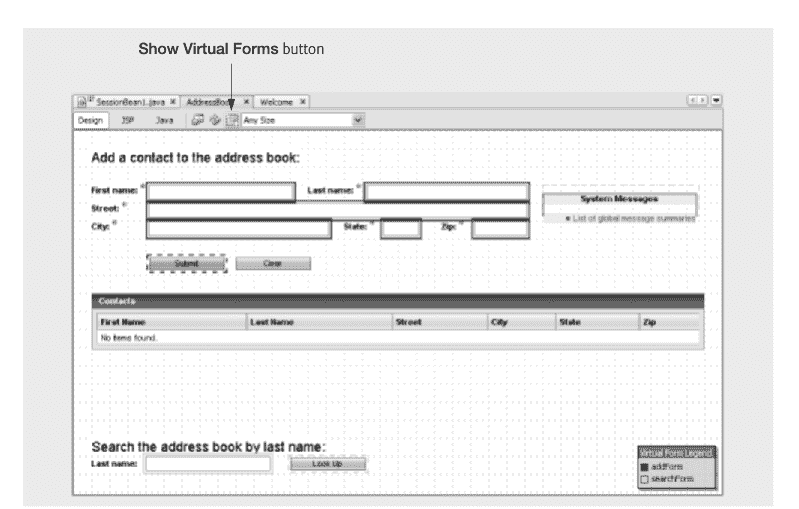 Show Virtual Forms button
SessionBean1.java × AddressBook × Welcome ×
Design JSP Java Any Size
Add a contact to the address book:
First name: * Last name: *
System Messages
Street: *
List of global message summaries
City: * State: * Zip: *
Submit Clear
Contacts
First Name Last Name Street City State Zip
No items found.
Search the address book by last name:
Last name: Look Up
Virtual Form Legend
addForm
searchForm